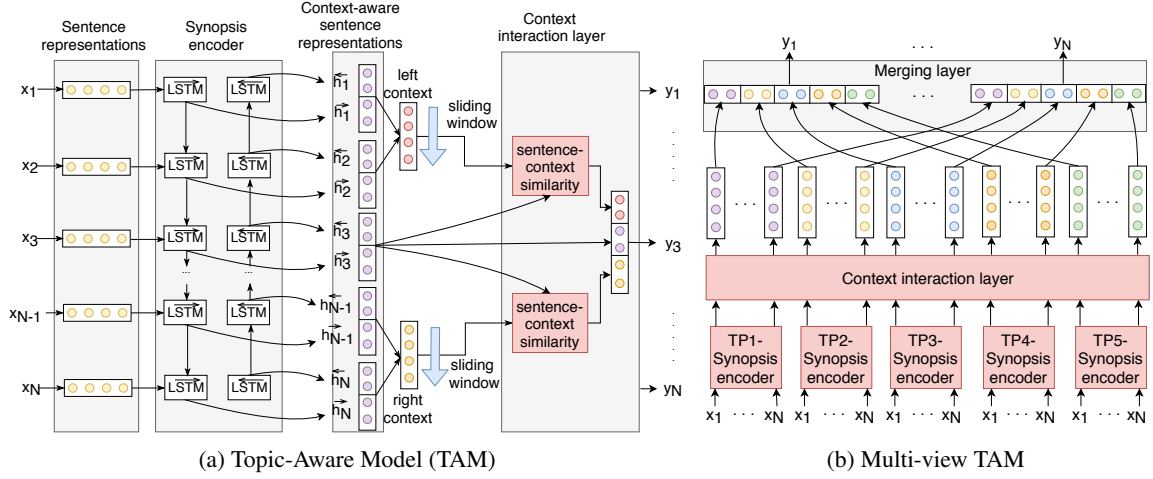 Sentence representations
Synopsis encoder
Context-aware sentence representations
Context interaction layer
x1
LSTM LSTM
h1
h1
left context
sliding window
y1
x2
LSTM LSTM
h2
h2
sentence-context similarity
x3
LSTM LSTM
h3
h3
y3
...
...
xN-1
LSTM LSTM
hN-1
hN-1
sentence-context similarity
sliding window
xN
LSTM LSTM
hN
hN
right context
yN
(a) Topic-Aware Model (TAM)
y1 . . . yN
Merging layer
. . .
. . . . . . . . . . . . . . .
Context interaction layer
TP1-Synopsis encoder
TP2-Synopsis encoder
TP3-Synopsis encoder
TP4-Synopsis encoder
TP5-Synopsis encoder
x1 . . . xN x1 . . . xN x1 . . . xN x1 . . . xN x1 . . . xN
(b) Multi-view TAM